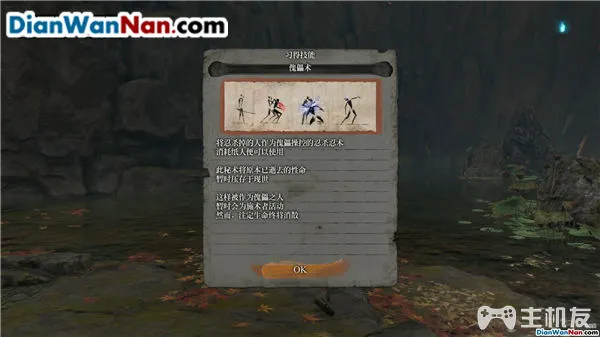 DianWanNan.Com
习得技能
傀儡术
将忍杀掉的人作为傀儡操控的忍杀忍术
消耗纸人便可以使用
此秘术将原本已逝去的性命
暂时压存于现世
这样被作为傀儡之人
暂时会为施术者活动
然而，注定生命终将消散
OK
主机友
DianWanNan.Com